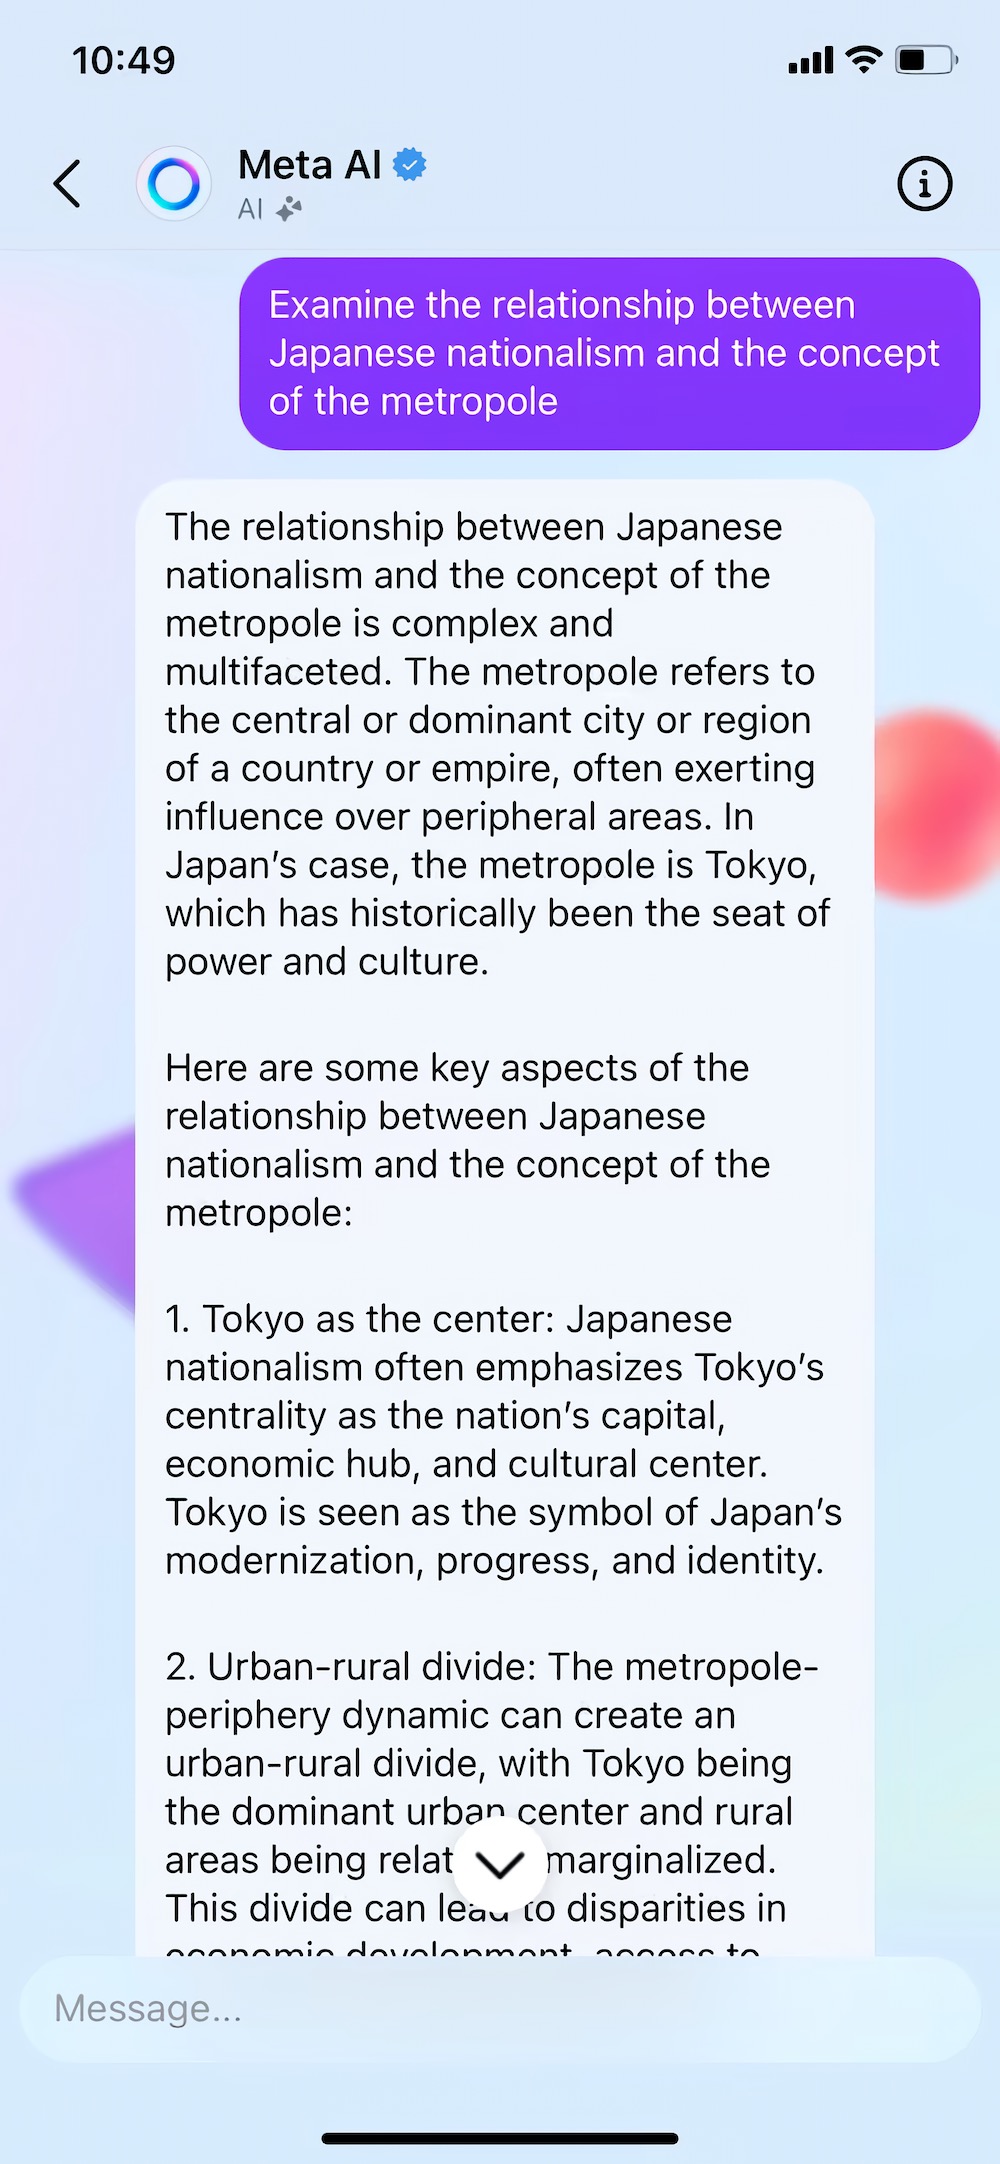 10:49
Meta AI
AI
Examine the relationship between
Japanese nationalism and the concept
of the metropole
The relationship between Japanese
nationalism and the concept of the
metropole is complex and
multifaceted. The metropole refers to
the central or dominant city or region
of a country or empire, often exerting
influence over peripheral areas. In
Japan's case, the metropole is Tokyo,
which has historically been the seat of
power and culture.
Here are some key aspects of the
relationship between Japanese
nationalism and the concept of the
metropole:
1. Tokyo as the center: Japanese
nationalism often emphasizes Tokyo's
centrality as the nation's capital,
economic hub, and cultural center.
Tokyo is seen as the symbol of Japan's
modernization, progress, and identity.
2. Urban-rural divide: The metropole-
periphery dynamic can create an
urban-rural divide, with Tokyo being
the dominant urban center and rural
areas being marginalized.
This divide can lead to disparities in
economic development, access to
Message...